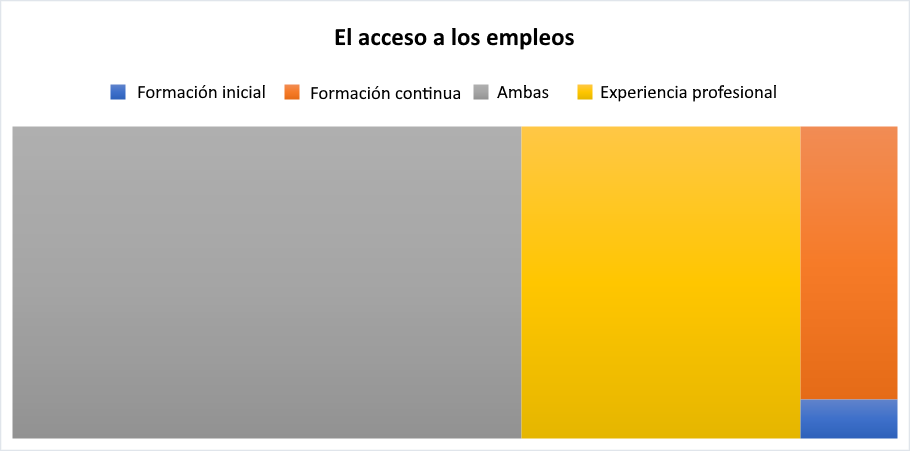 El acceso a los empleos
Formación inicial Formación continua Ambas Experiencia profesional